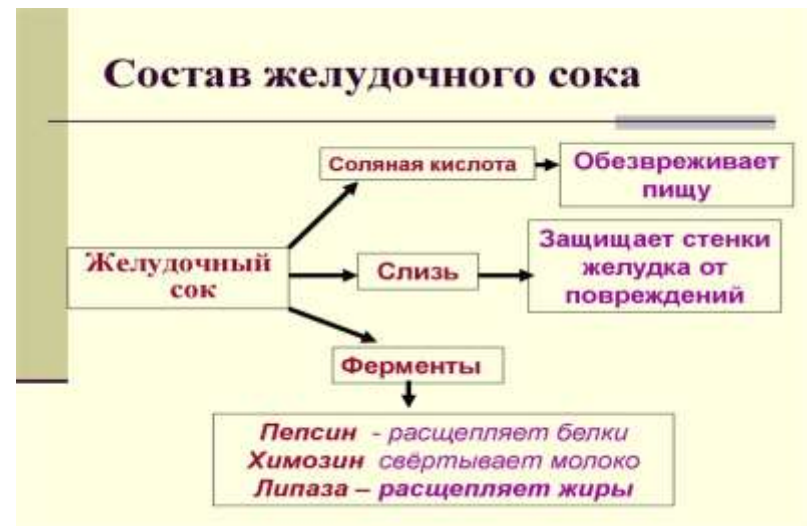 Состав желудочного сока
Соляная кислота
Обезвреживает
пищу
Желудочный
сок
Слизь
Защищает стенки
желудка от
повреждений
Ферменты
Пепсин - расщепляет белки
Химозин свёртывает молоко
Липаза – расщепляет жиры